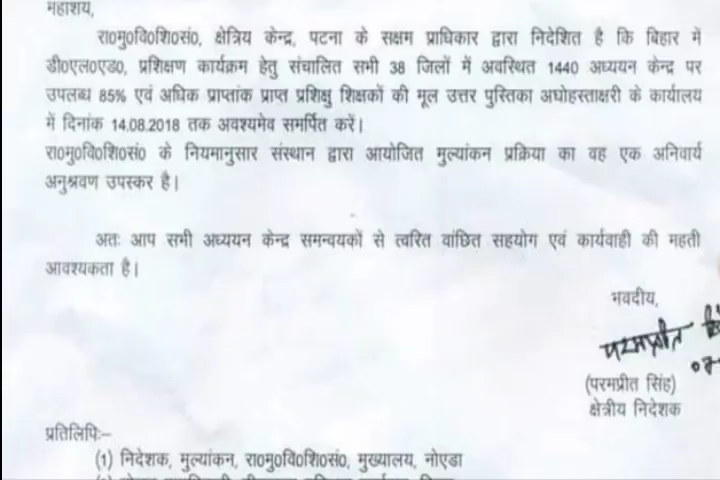 महाशय,
रा०मु०वि०शि०सं०, क्षेत्रिय केन्द्र, पटना के सक्षम प्राधिकार द्वारा निदेशित है कि बिहार में
डी०एल०एड०, प्रशिक्षण कार्यक्रम हेतु संचालित सभी 38 जिलों में अवस्थित 1440 अध्ययन केन्द्र पर
उपलब्ध 85% एवं अधिक प्राप्तांक प्राप्त प्रशिक्षु शिक्षकों की मूल उत्तर पुस्तिका अघोहस्ताक्षरी के कार्यालय
में दिनांक 14.08.2018 तक अवश्यमेव समर्पित करें।
रा०मु०वि०शि०सं० के नियमानुसार संस्थान द्वारा आयोजित मुल्यांकन प्रक्रिया का वह एक अनिवार्य
अनुश्रवण उपस्कर है।
अतः आप सभी अध्ययन केन्द्र समन्वयकों से त्वरित वांछित सहयोग एवं कार्यवाही की महती
आवश्यकता है।
भवदीय,
परमप्रीत
(परमप्रीत सिंह)
क्षेत्रीय निदेशक
प्रतिलिपिः–
(1) निदेशक, मुल्यांकन, रा०मु०वि०शि०सं०, मुख्यालय, नोएडा